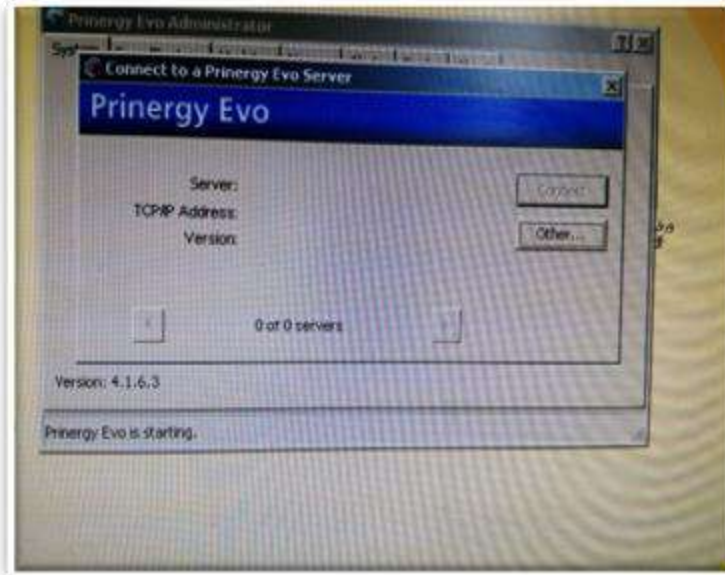 Prinergy Evo Administrator
Connect to a Prinergy Evo Server
Prinergy Evo
Server:
Connect
TCP/IP Address:
Version:
Other...
0 of 0 servers
Version: 4.1.6.3
Prinergy Evo is starting.